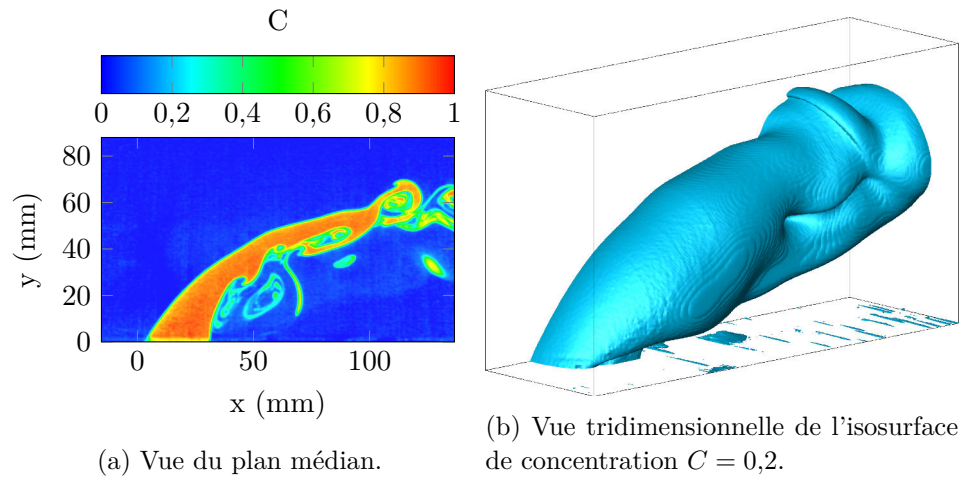 C
0 0,2 0,4 0,6 0,8 1
80
60
40
20
0
y (mm)
0 50 100
x (mm)
(a) Vue du plan médian.
(b) Vue tridimensionnelle de l'isosurface
de concentration C = 0,2.